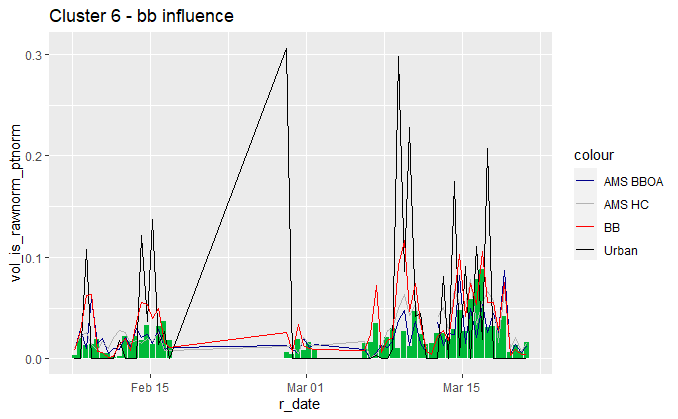 Cluster 6 - bb influence
vol_is_rawnorm_ptnorm
0.3
0.2
0.1
0.0
Feb 15
Mar 01
Mar 15
r_date
colour
AMS BBOA
AMS HC
BB
Urban